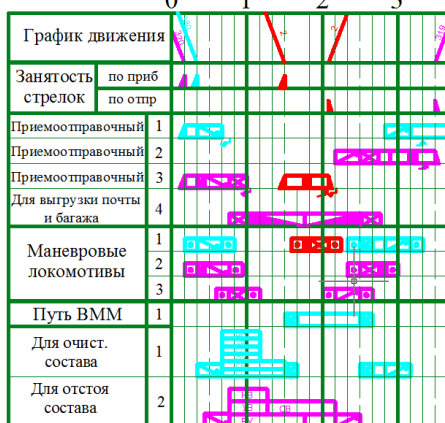 0 1 2 3
График движения
Занятость
стрелок
по приб
по отпр
Приемоотправочный 1
Приемоотправочный 2
Приемоотправочный 3
Для выгрузки почты
и багажа
4
Маневровые
локомотивы
1
2
3
Путь ВММ 1
Для очист.
состава
1
Для отстоя
состава
2